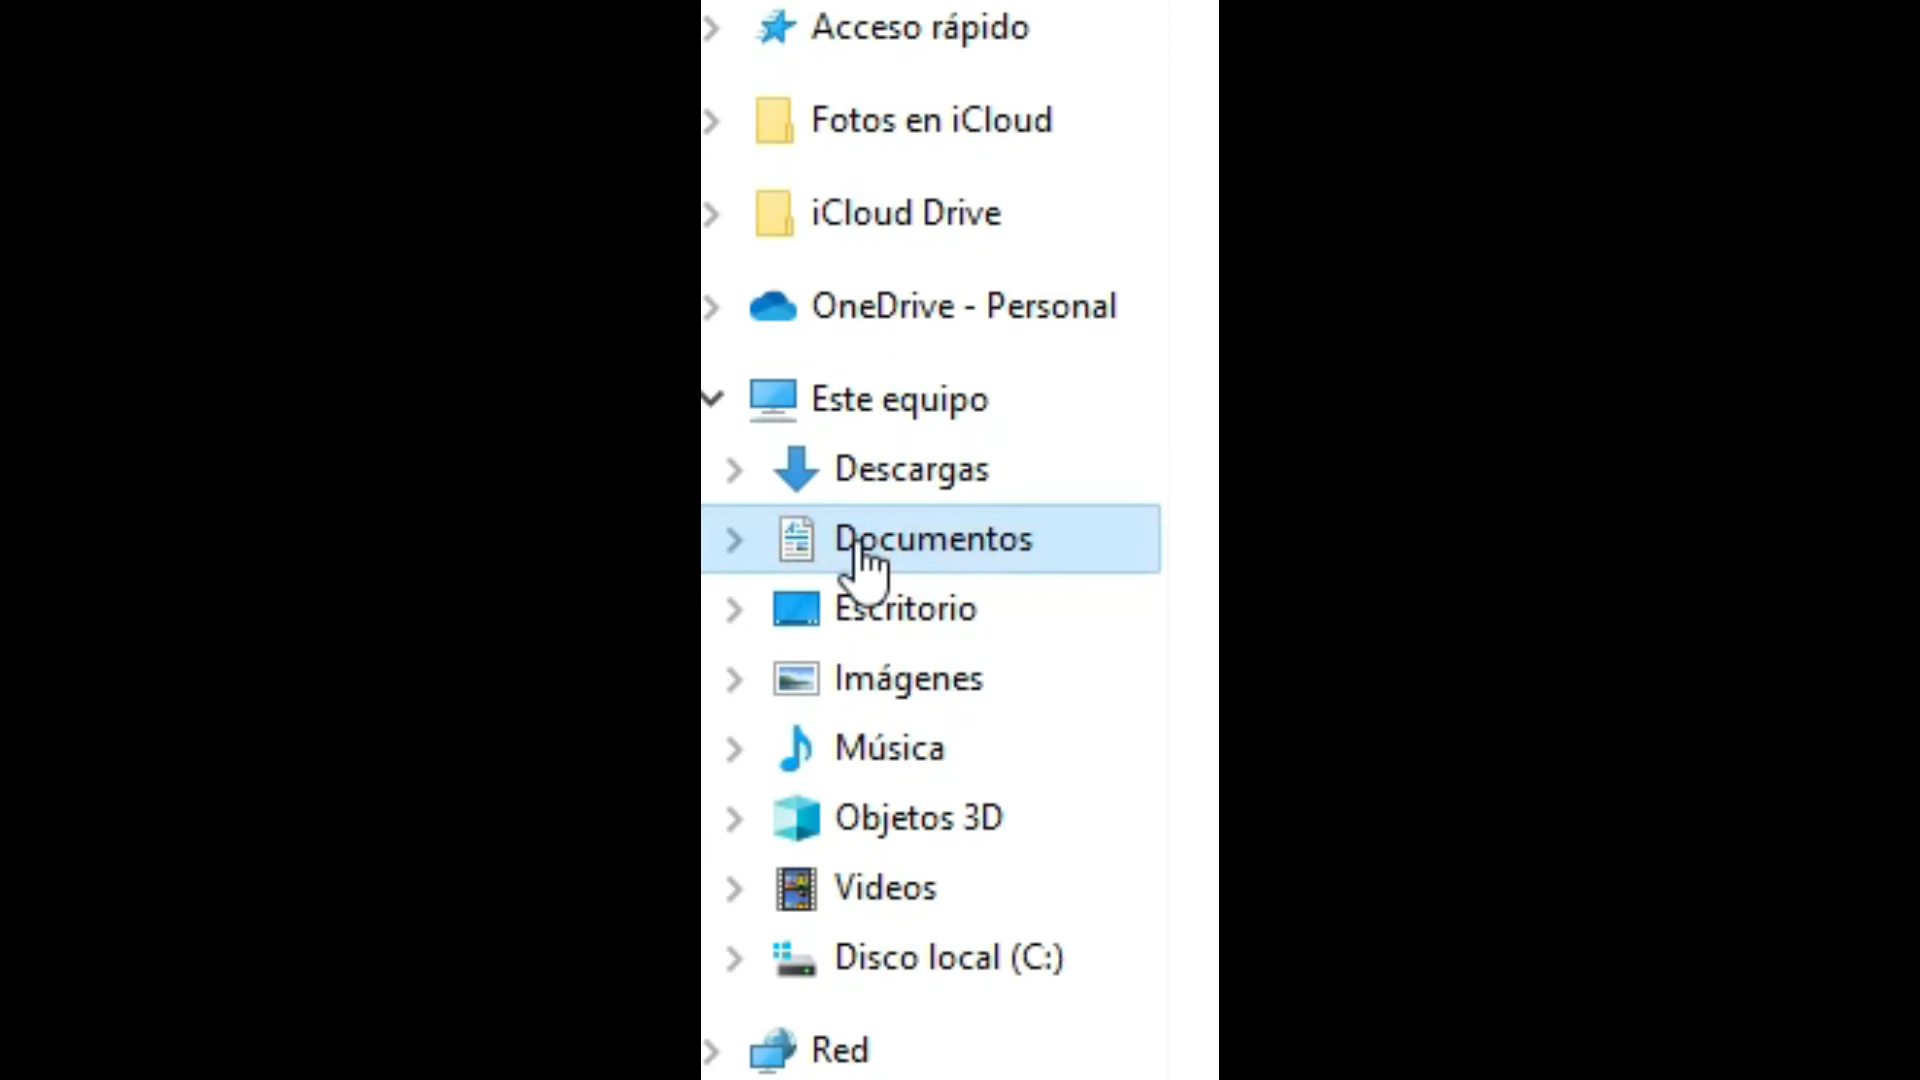 Acceso rápido
Fotos en iCloud
iCloud Drive
OneDrive - Personal
Este equipo
Descargas
Documentos
Escritorio
Imágenes
Música
Objetos 3D
Videos
Disco local (C:)
Red